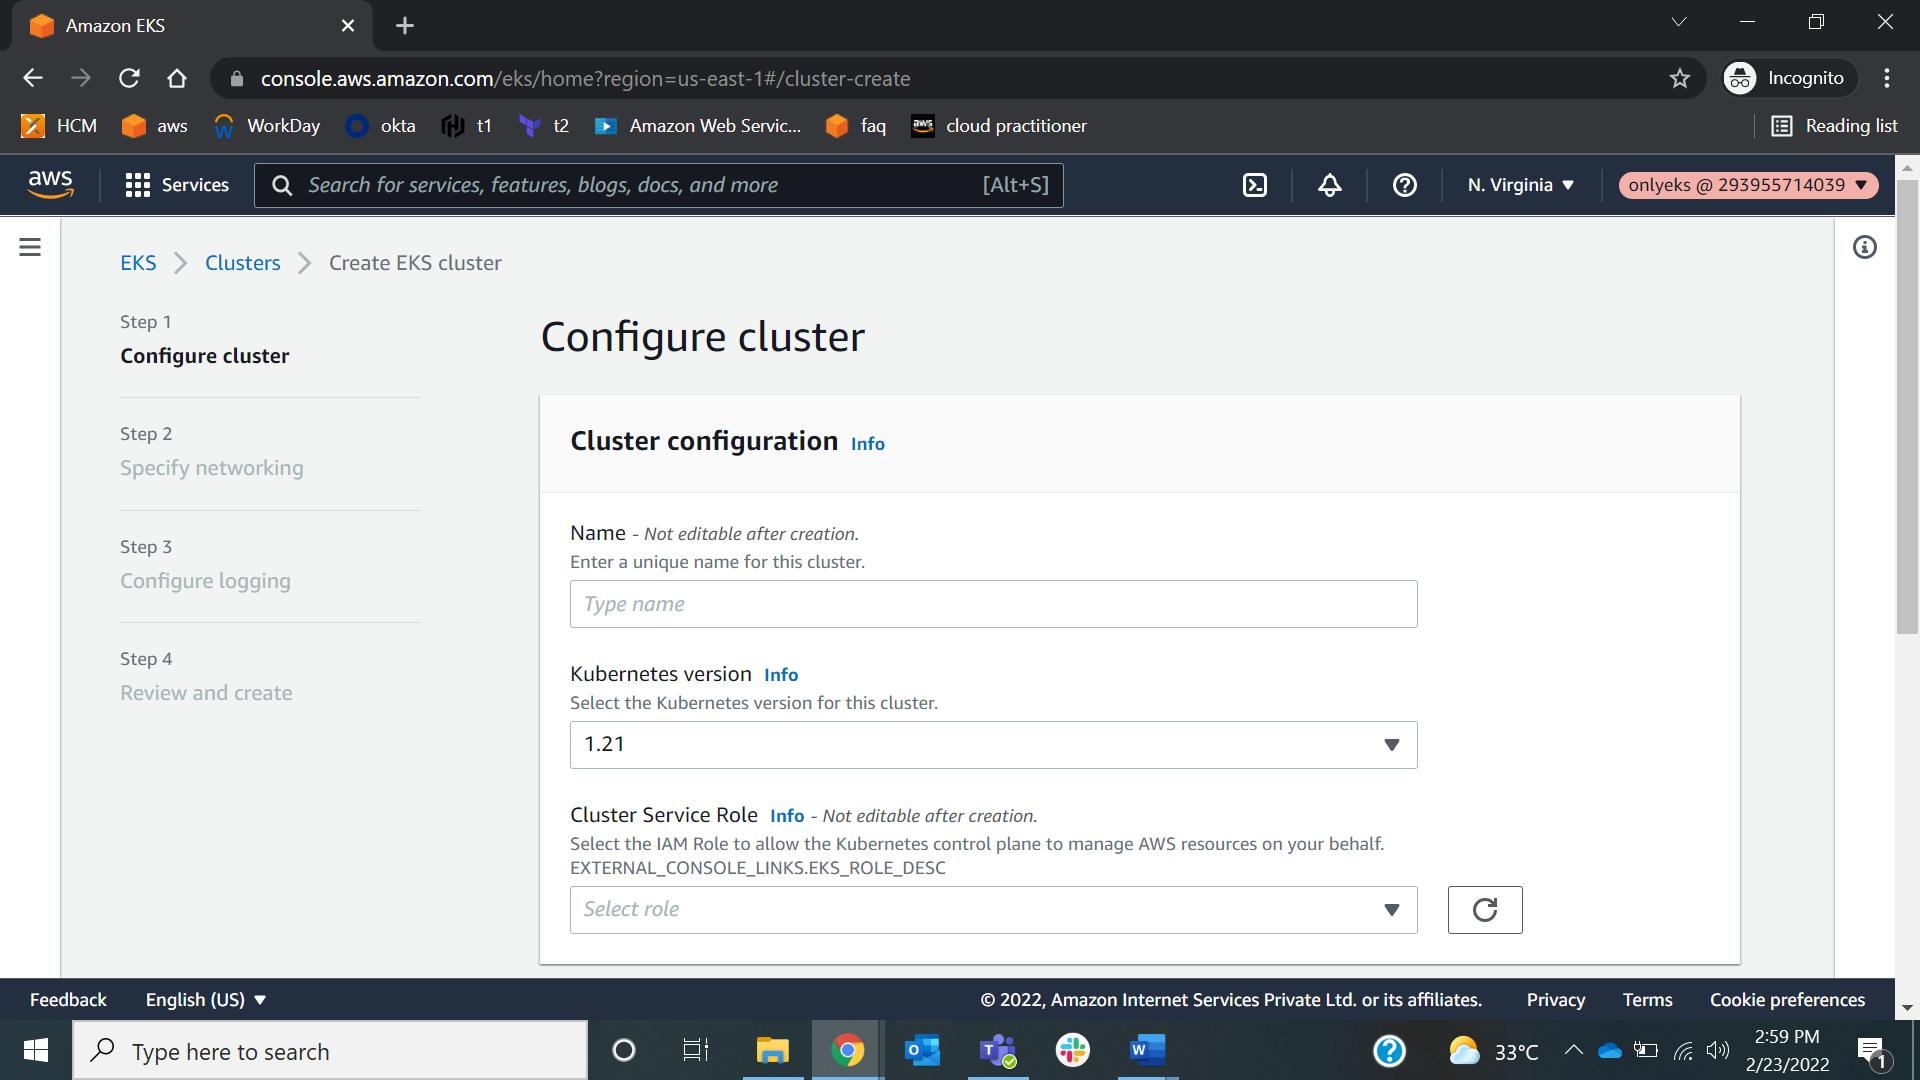 Amazon EKS
console.aws.amazon.com/eks/home?region=us-east-1#/cluster-create
Incognito
HCM
aws
WorkDay
okta
t1
t2
Amazon Web Servic...
faq
aws
cloud practitioner
Reading list
aws
Services
Search for services, features, blogs, docs, and more
[Alt+S]
N. Virginia
onlyeks @ 293955714039
EKS
Clusters
Create EKS cluster
Step 1
Configure cluster
Step 2
Specify networking
Step 3
Configure logging
Step 4
Review and create
Configure cluster
Cluster configuration Info
Name - Not editable after creation.
Enter a unique name for this cluster.
Type name
Kubernetes version Info
Select the Kubernetes version for this cluster.
1.21
Cluster Service Role Info - Not editable after creation.
Select the IAM Role to allow the Kubernetes control plane to manage AWS resources on your behalf.
EXTERNAL_CONSOLE_LINKS.EKS_ROLE_DESC
Select role
Feedback
English (US)
© 2022, Amazon Internet Services Private Ltd. or its affiliates.
Privacy
Terms
Cookie preferences
Type here to search
33°C
2:59 PM
2/23/2022
1